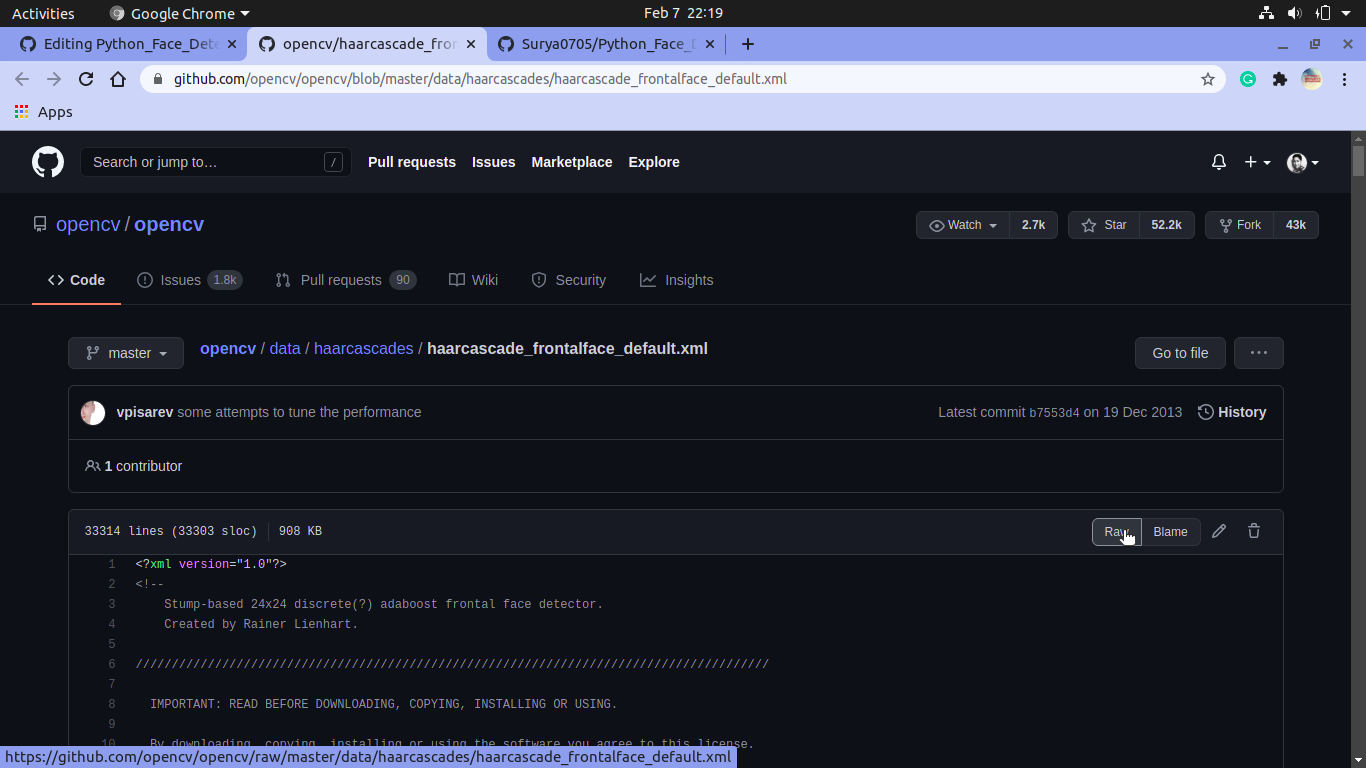 Activities Google Chrome Feb 7 22:19
Editing Python_Face_Dete opencv/haarcascade_fron Surya0705/Python_Face_D
github.com/opencv/opencv/blob/master/data/haarcascades/haarcascade_frontalface_default.xml
Apps
Search or jump to… / Pull requests Issues Marketplace Explore
opencv / opencv Watch 2.7k Star 52.2k Fork 43k
Code Issues 1.8k Pull requests 90 Wiki Security Insights
master opencv / data / haarcascades / haarcascade_frontalface_default.xml Go to file
vpisarev some attempts to tune the performance Latest commit b7553d4 on 19 Dec 2013 History
1 contributor
33314 lines (33303 sloc) 908 KB Raw Blame
1 <?xml version="1.0"?>
2 <!--
3 Stump-based 24x24 discrete(?) adaboost frontal face detector.
4 Created by Rainer Lienhart.
5
6 ////////////////////////////////////////////////////////////////////////////////////////
7
8 IMPORTANT: READ BEFORE DOWNLOADING, COPYING, INSTALLING OR USING.
9
10 By downloading, copying, installing or using the software you agree to this license.
https://github.com/opencv/opencv/raw/master/data/haarcascades/haarcascade_frontalface_default.xml